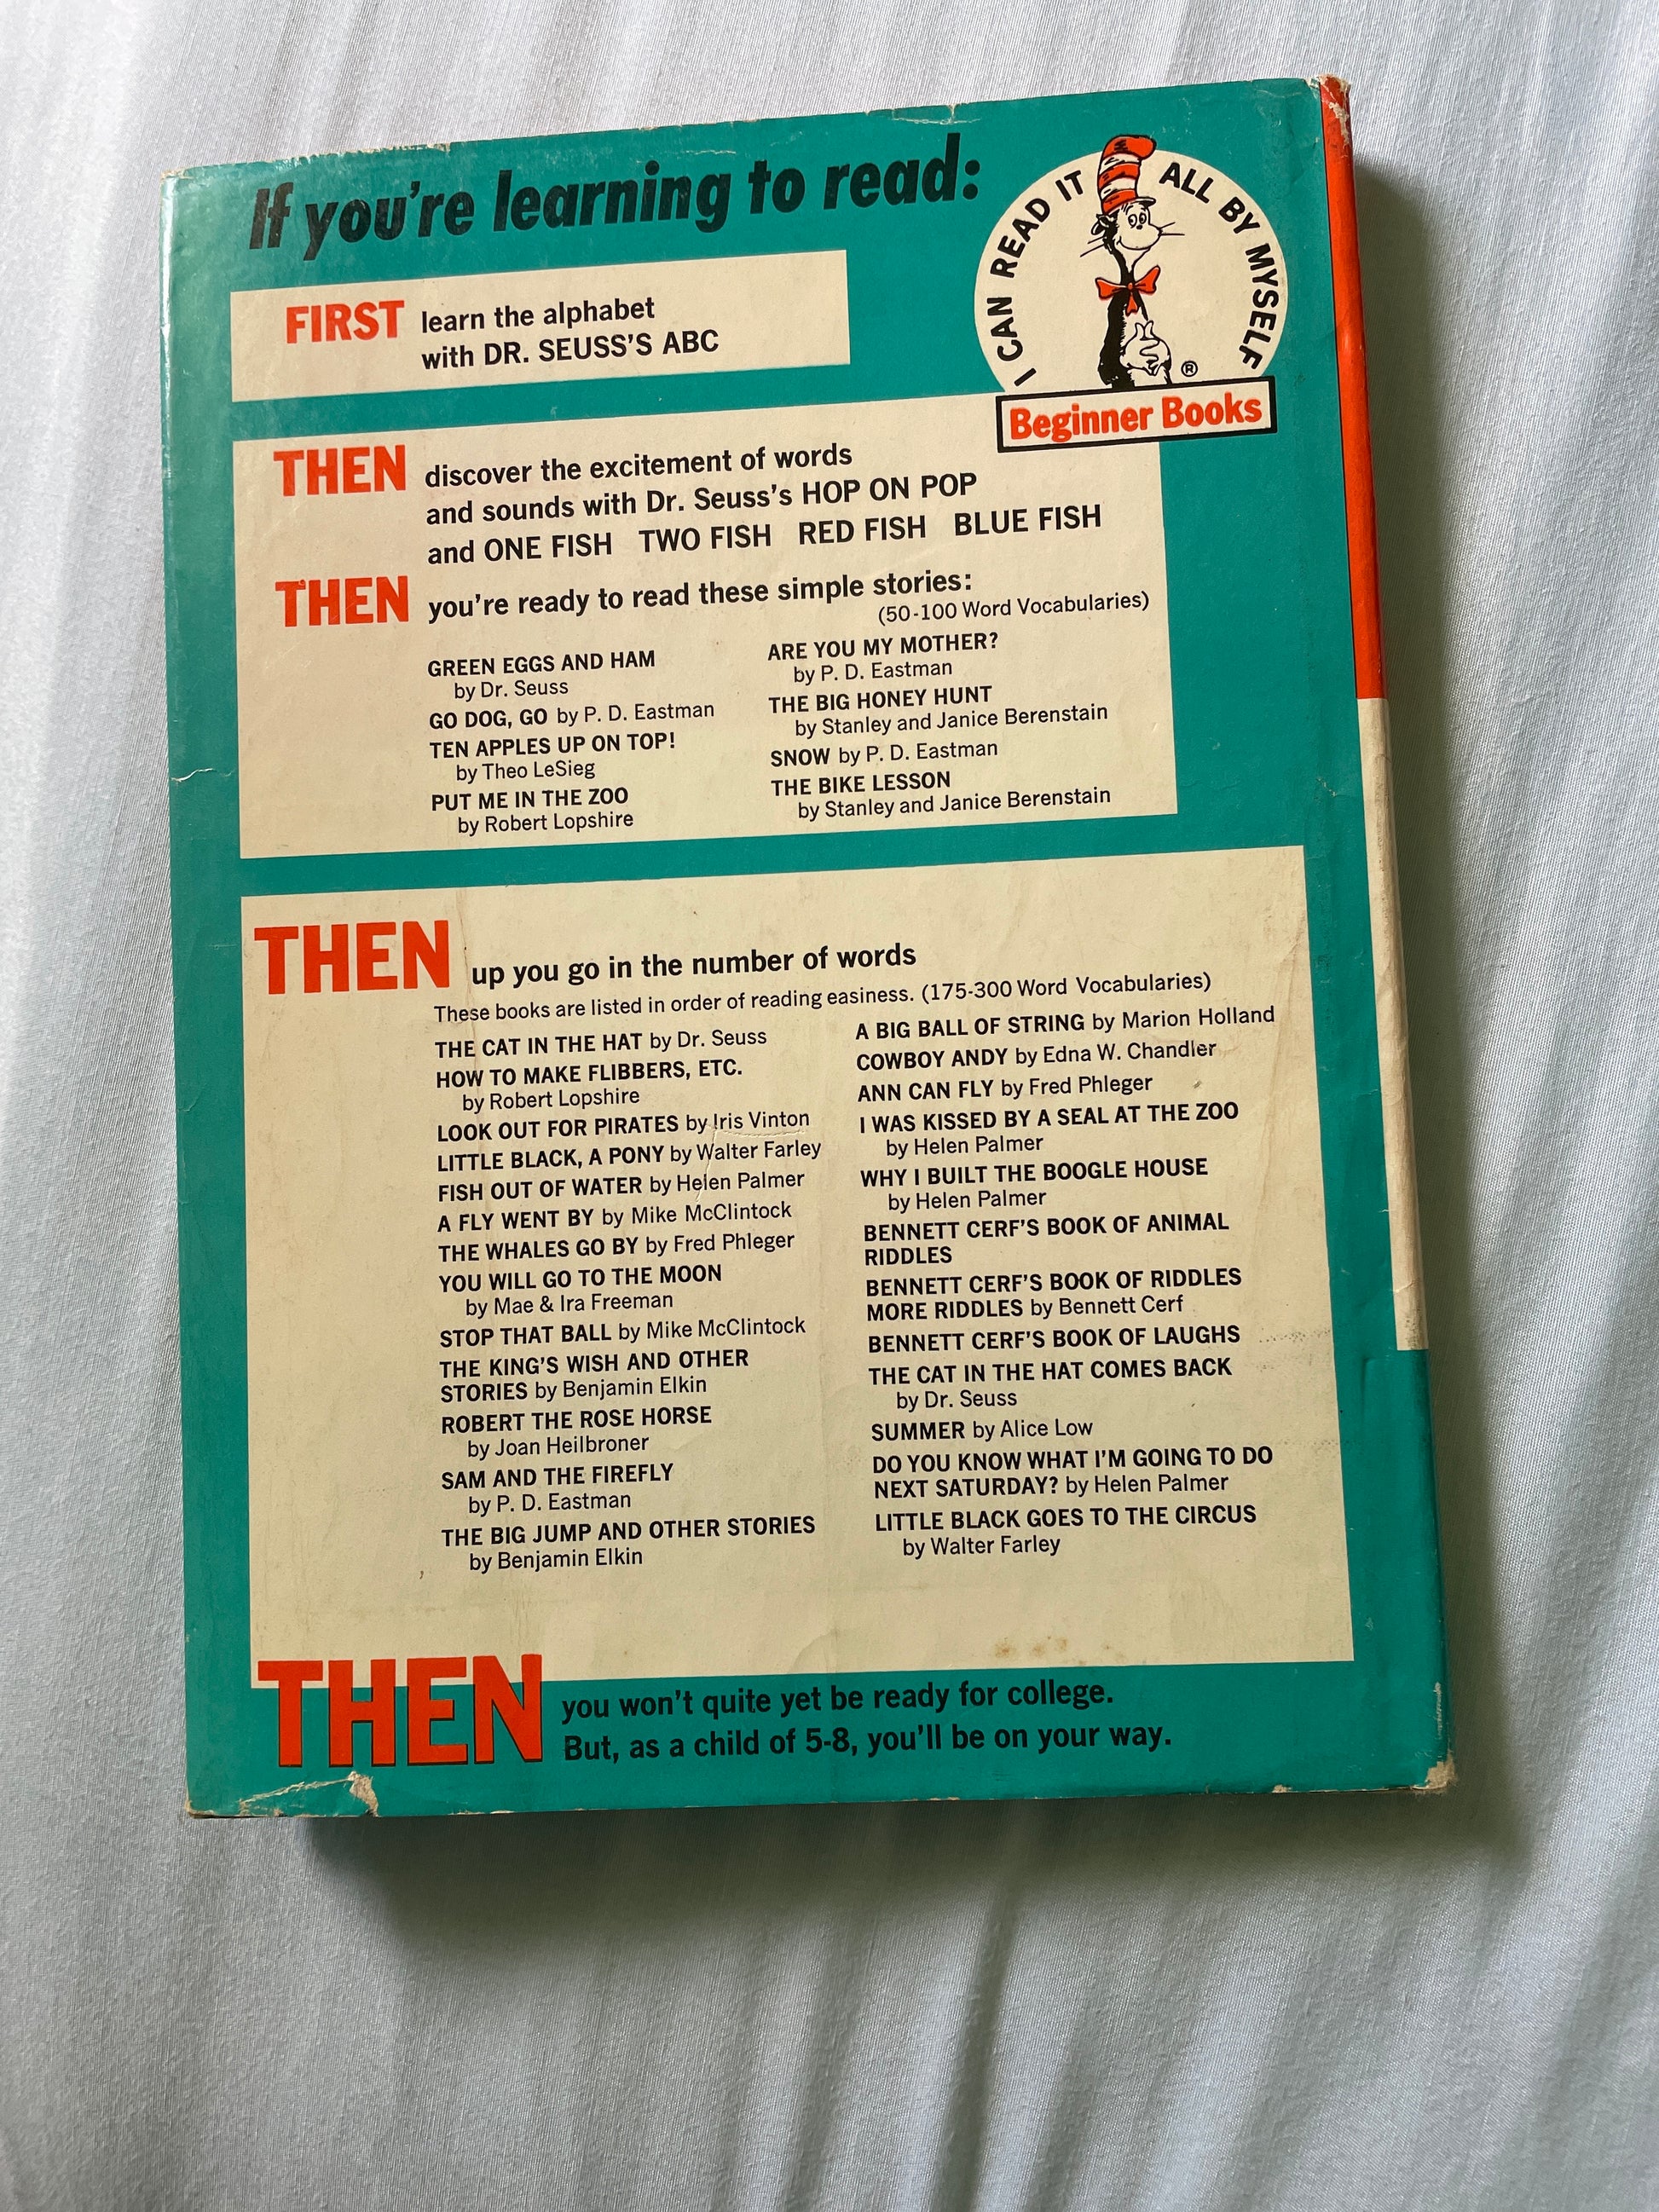 If you're learning to read:
I CAN READ IT ALL BY MYSELF
®
Beginner Books
FIRST learn the alphabet
with DR. SEUSS'S ABC
THEN discover the excitement of words
and sounds with Dr. Seuss's HOP ON POP
and ONE FISH TWO FISH RED FISH BLUE FISH
THEN you're ready to read these simple stories:
(50-100 Word Vocabularies)
GREEN EGGS AND HAM
by Dr. Seuss
GO DOG, GO by P. D. Eastman
TEN APPLES UP ON TOP!
by Theo LeSieg
PUT ME IN THE ZOO
by Robert Lopshire
ARE YOU MY MOTHER?
by P. D. Eastman
THE BIG HONEY HUNT
by Stanley and Janice Berenstain
SNOW by P. D. Eastman
THE BIKE LESSON
by Stanley and Janice Berenstain
THEN up you go in the number of words
These books are listed in order of reading easiness. (175-300 Word Vocabularies)
THE CAT IN THE HAT by Dr. Seuss
HOW TO MAKE FLIBBERS, ETC.
by Robert Lopshire
LOOK OUT FOR PIRATES by Iris Vinton
LITTLE BLACK, A PONY by Walter Farley
FISH OUT OF WATER by Helen Palmer
A FLY WENT BY by Mike McClintock
THE WHALES GO BY by Fred Phleger
YOU WILL GO TO THE MOON
by Mae & Ira Freeman
STOP THAT BALL by Mike McClintock
THE KING'S WISH AND OTHER
STORIES by Benjamin Elkin
ROBERT THE ROSE HORSE
by Joan Heilbroner
SAM AND THE FIREFLY
by P. D. Eastman
THE BIG JUMP AND OTHER STORIES
by Benjamin Elkin
A BIG BALL OF STRING by Marion Holland
COWBOY ANDY by Edna W. Chandler
ANN CAN FLY by Fred Phleger
I WAS KISSED BY A SEAL AT THE ZOO
by Helen Palmer
WHY I BUILT THE BOOGLE HOUSE
by Helen Palmer
BENNETT CERF'S BOOK OF ANIMAL
RIDDLES
BENNETT CERF'S BOOK OF RIDDLES
MORE RIDDLES by Bennett Cerf
BENNETT CERF'S BOOK OF LAUGHS
THE CAT IN THE HAT COMES BACK
by Dr. Seuss
SUMMER by Alice Low
DO YOU KNOW WHAT I'M GOING TO DO
NEXT SATURDAY? by Helen Palmer
LITTLE BLACK GOES TO THE CIRCUS
by Walter Farley
THEN you won't quite yet be ready for college.
But, as a child of 5-8, you'll be on your way.